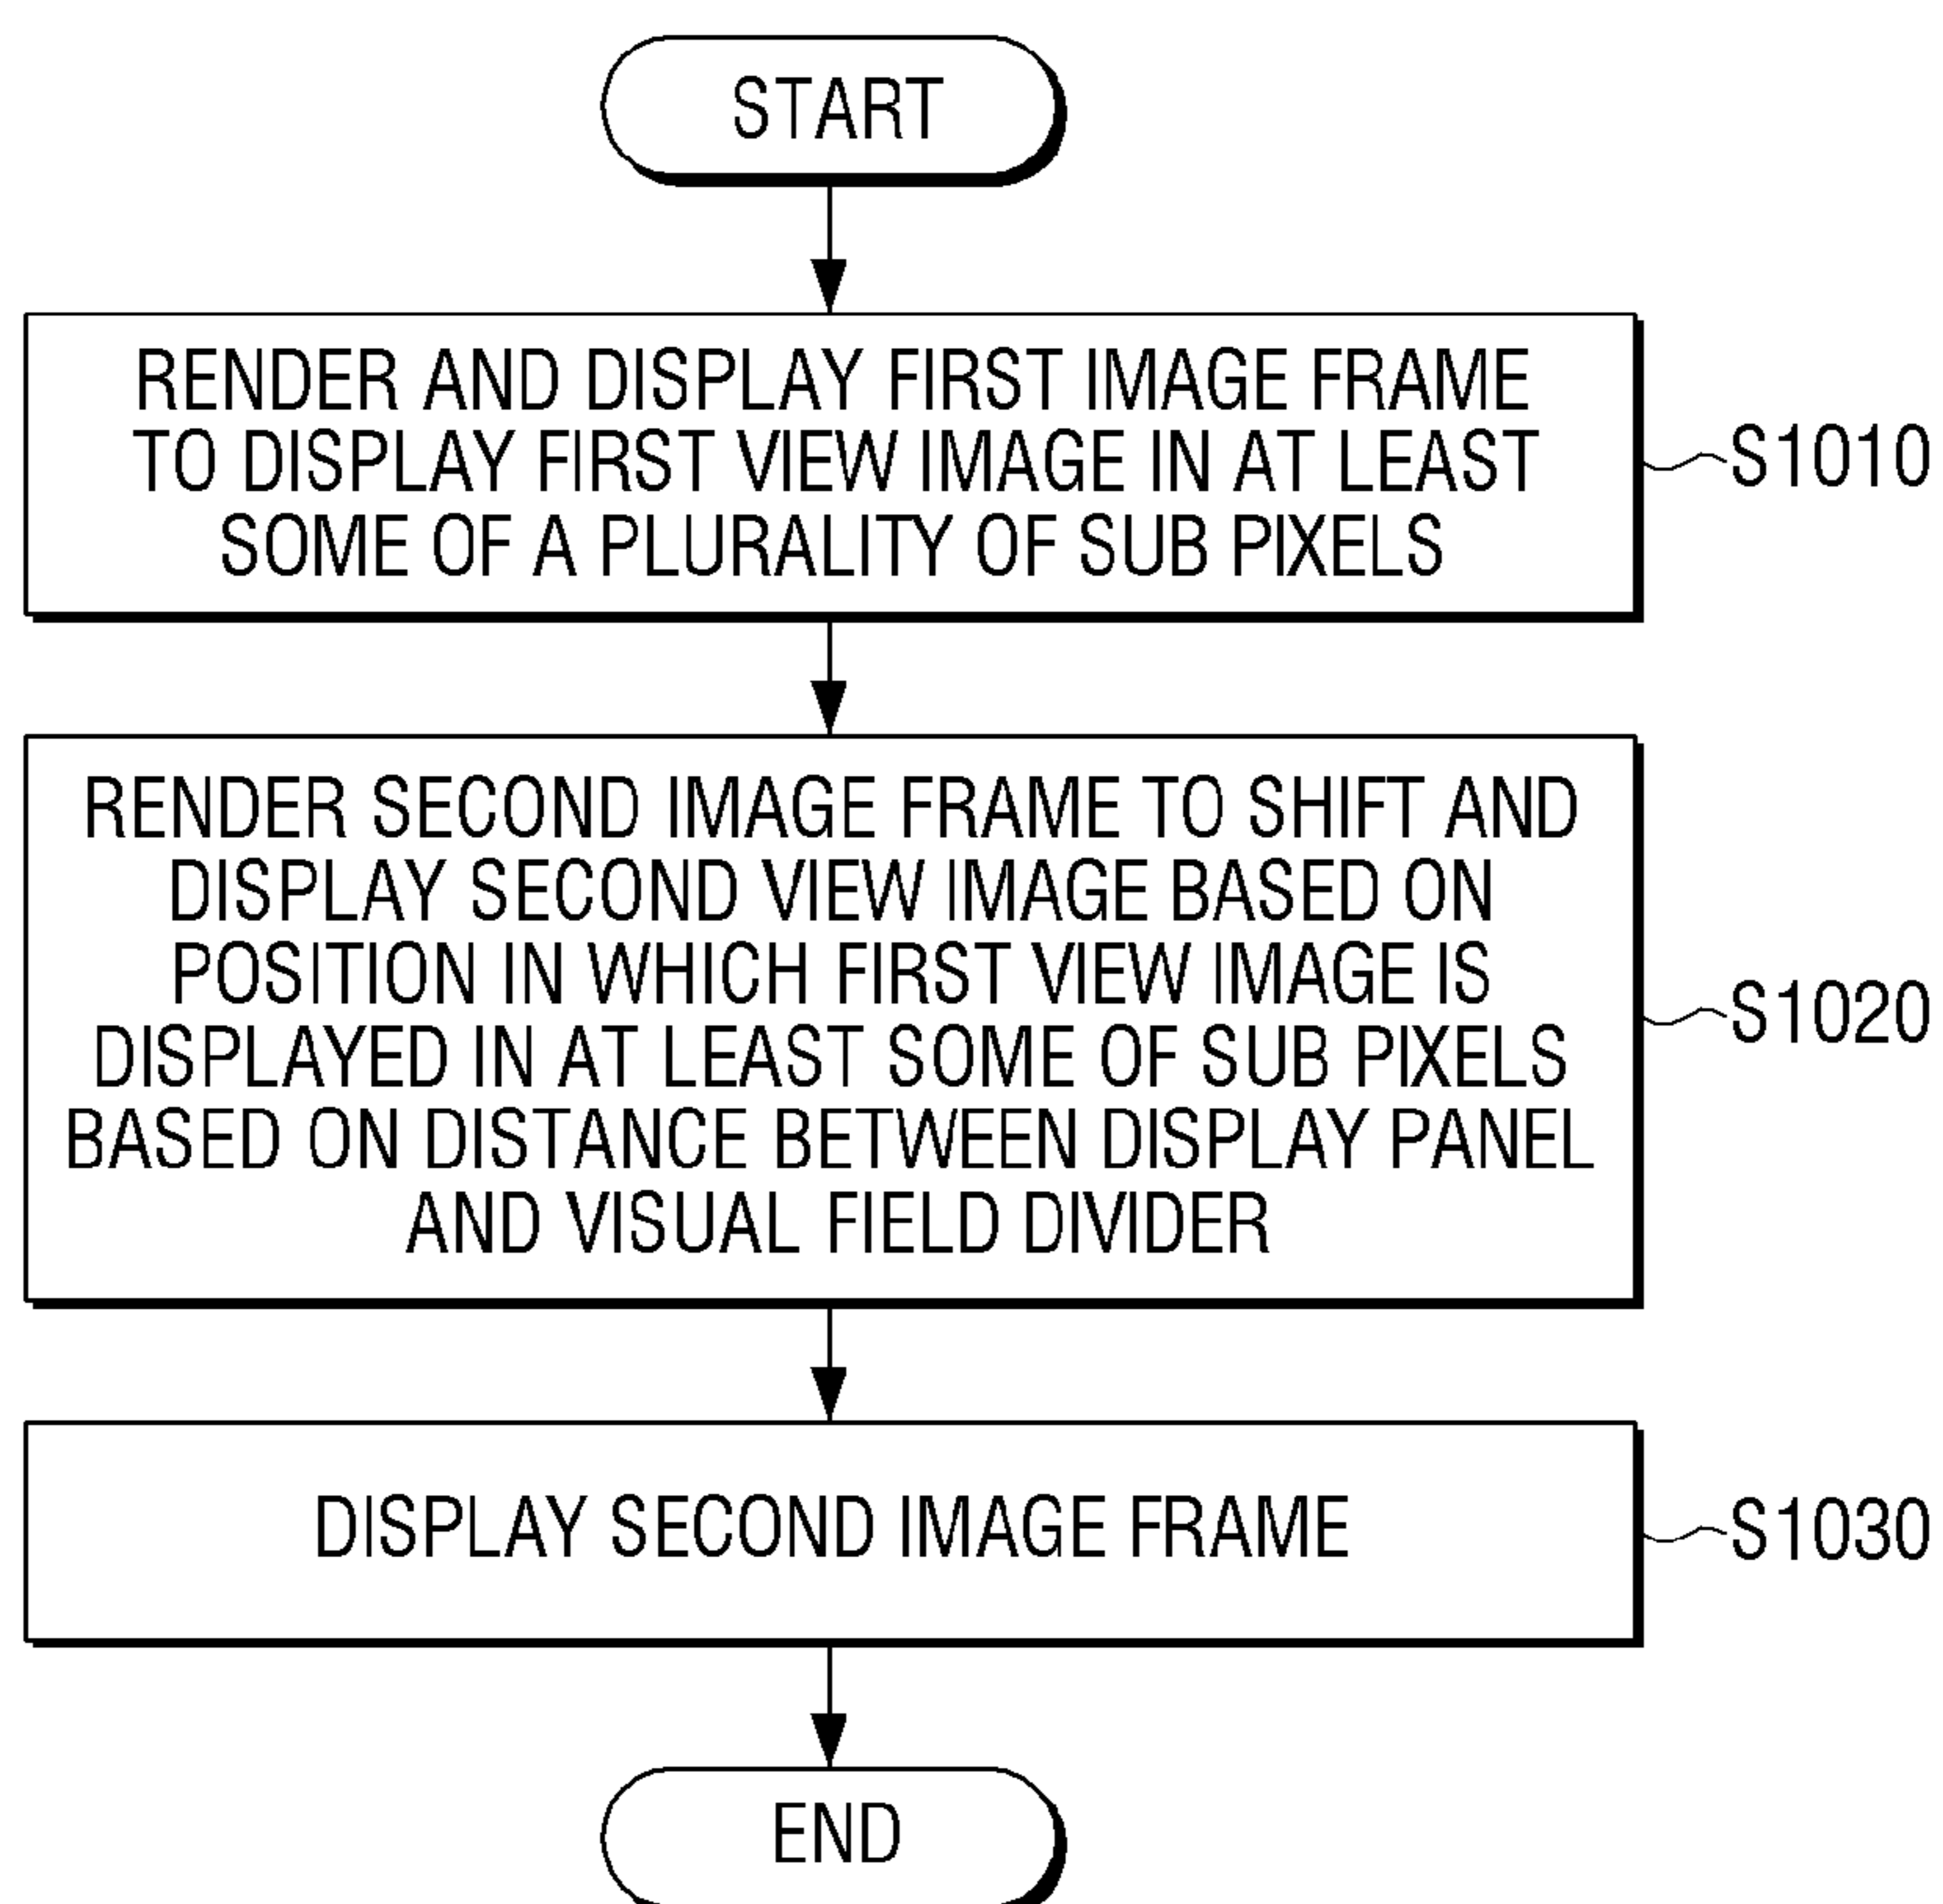 START
RENDER AND DISPLAY FIRST IMAGE FRAME
TO DISPLAY FIRST VIEW IMAGE IN AT LEAST
SOME OF A PLURALITY OF SUB PIXELS
S1010
RENDER SECOND IMAGE FRAME TO SHIFT AND
DISPLAY SECOND VIEW IMAGE BASED ON
POSITION IN WHICH FIRST VIEW IMAGE IS
DISPLAYED IN AT LEAST SOME OF SUB PIXELS
BASED ON DISTANCE BETWEEN DISPLAY PANEL
AND VISUAL FIELD DIVIDER
S1020
DISPLAY SECOND IMAGE FRAME
S1030
END